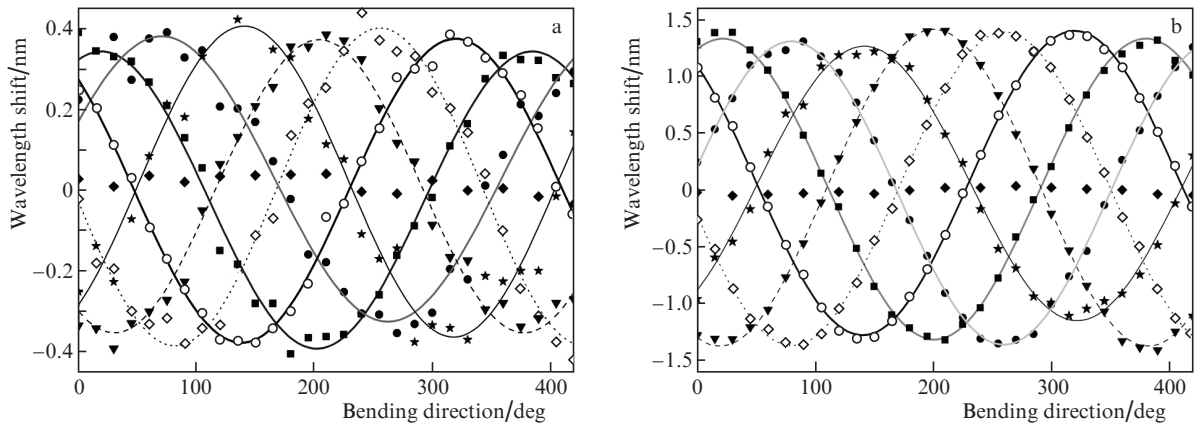 a
0.4
0.2
0
−0.2
−0.4
Wavelength shift/nm
0 100 200 300 400
Bending direction/deg
b
1.5
1.0
0.5
0
−0.5
−1.0
−1.5
Wavelength shift/nm
0 100 200 300 400
Bending direction/deg